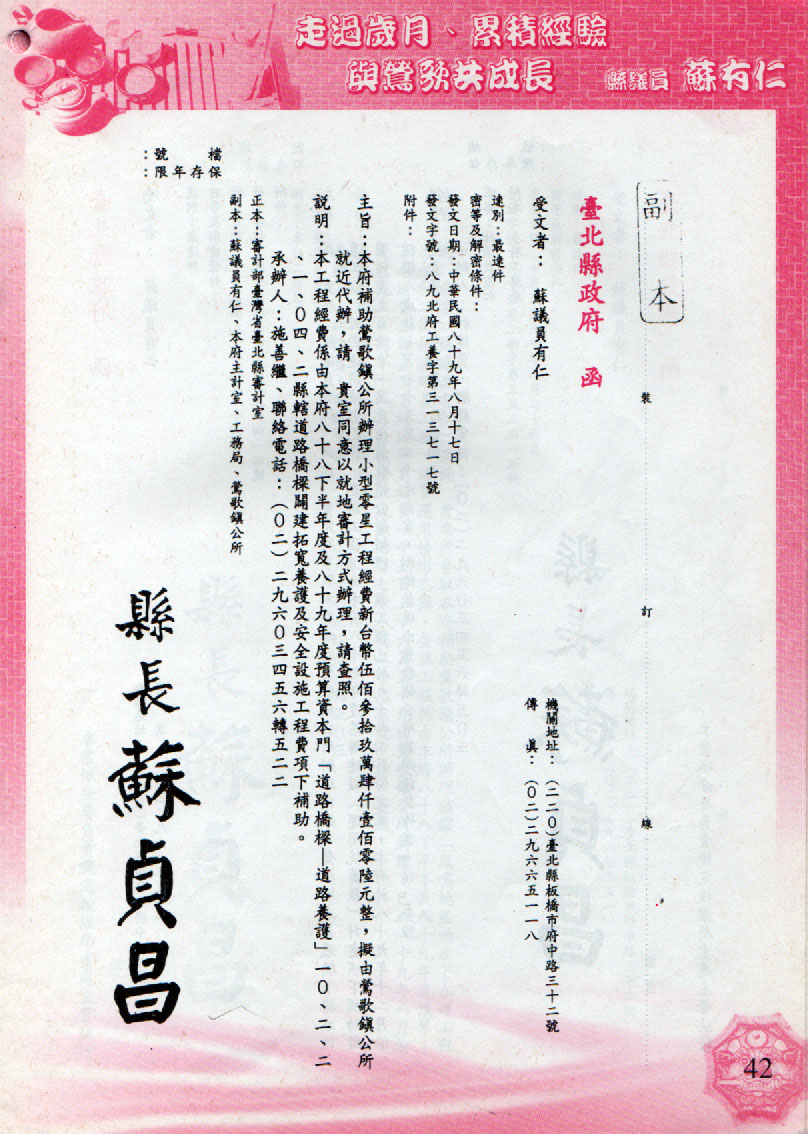 走過歲月、累積經驗
與鶯歌共成長
縣議員 蘇有仁
檔 號：
保存年限：
副本
裝
訂
線
臺北縣政府 函
機關地址：（二二０）臺北縣板橋市府中路三十二號
傳 真：（０二）二九六六五一一八
受文者：蘇議員有仁
速別：最速件
密等及解密條件：
發文日期：中華民國八十九年八月十七日
發文字號：八九北府工養字第三一三七一七號
附件：
主旨：本府補助鶯歌鎮公所辦理小型零星工程經費新台幣伍佰參拾玖萬肆仟壹佰零陸元整，擬由鶯歌鎮公所
就近代辦，請 貴室同意以就地審計方式辦理，請查照。
說明：本工程經費係由本府八十八下半年度及八十九年度預算資本門「道路橋樑—道路養護」一０、二、二
、一、０四、二縣轄道路橋樑闢建拓寬養護及安全設施工程費項下補助。
承辦人：施善繼、聯絡電話：（０二）二九六０三四五六轉五二二
正本：審計部臺灣省臺北縣審計室
副本：蘇議員有仁、本府主計室、工務局、鶯歌鎮公所
縣長蘇貞昌
42